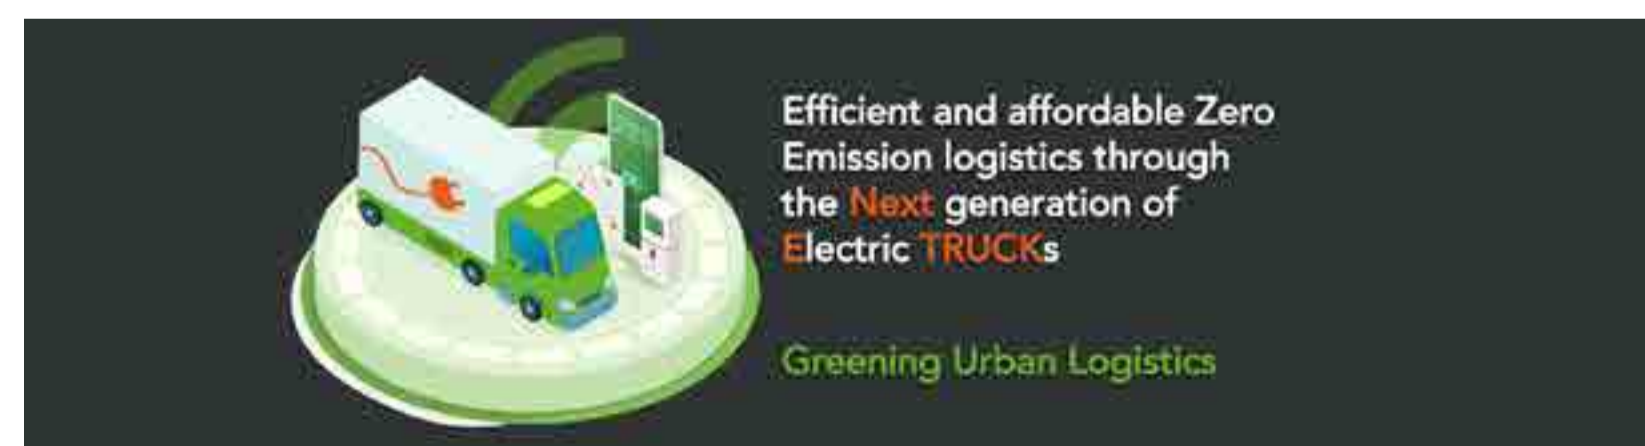 Efficient and affordable Zero
Emission logistics through
the Next generation of
Electric TRUCKs
Greening Urban Logistics